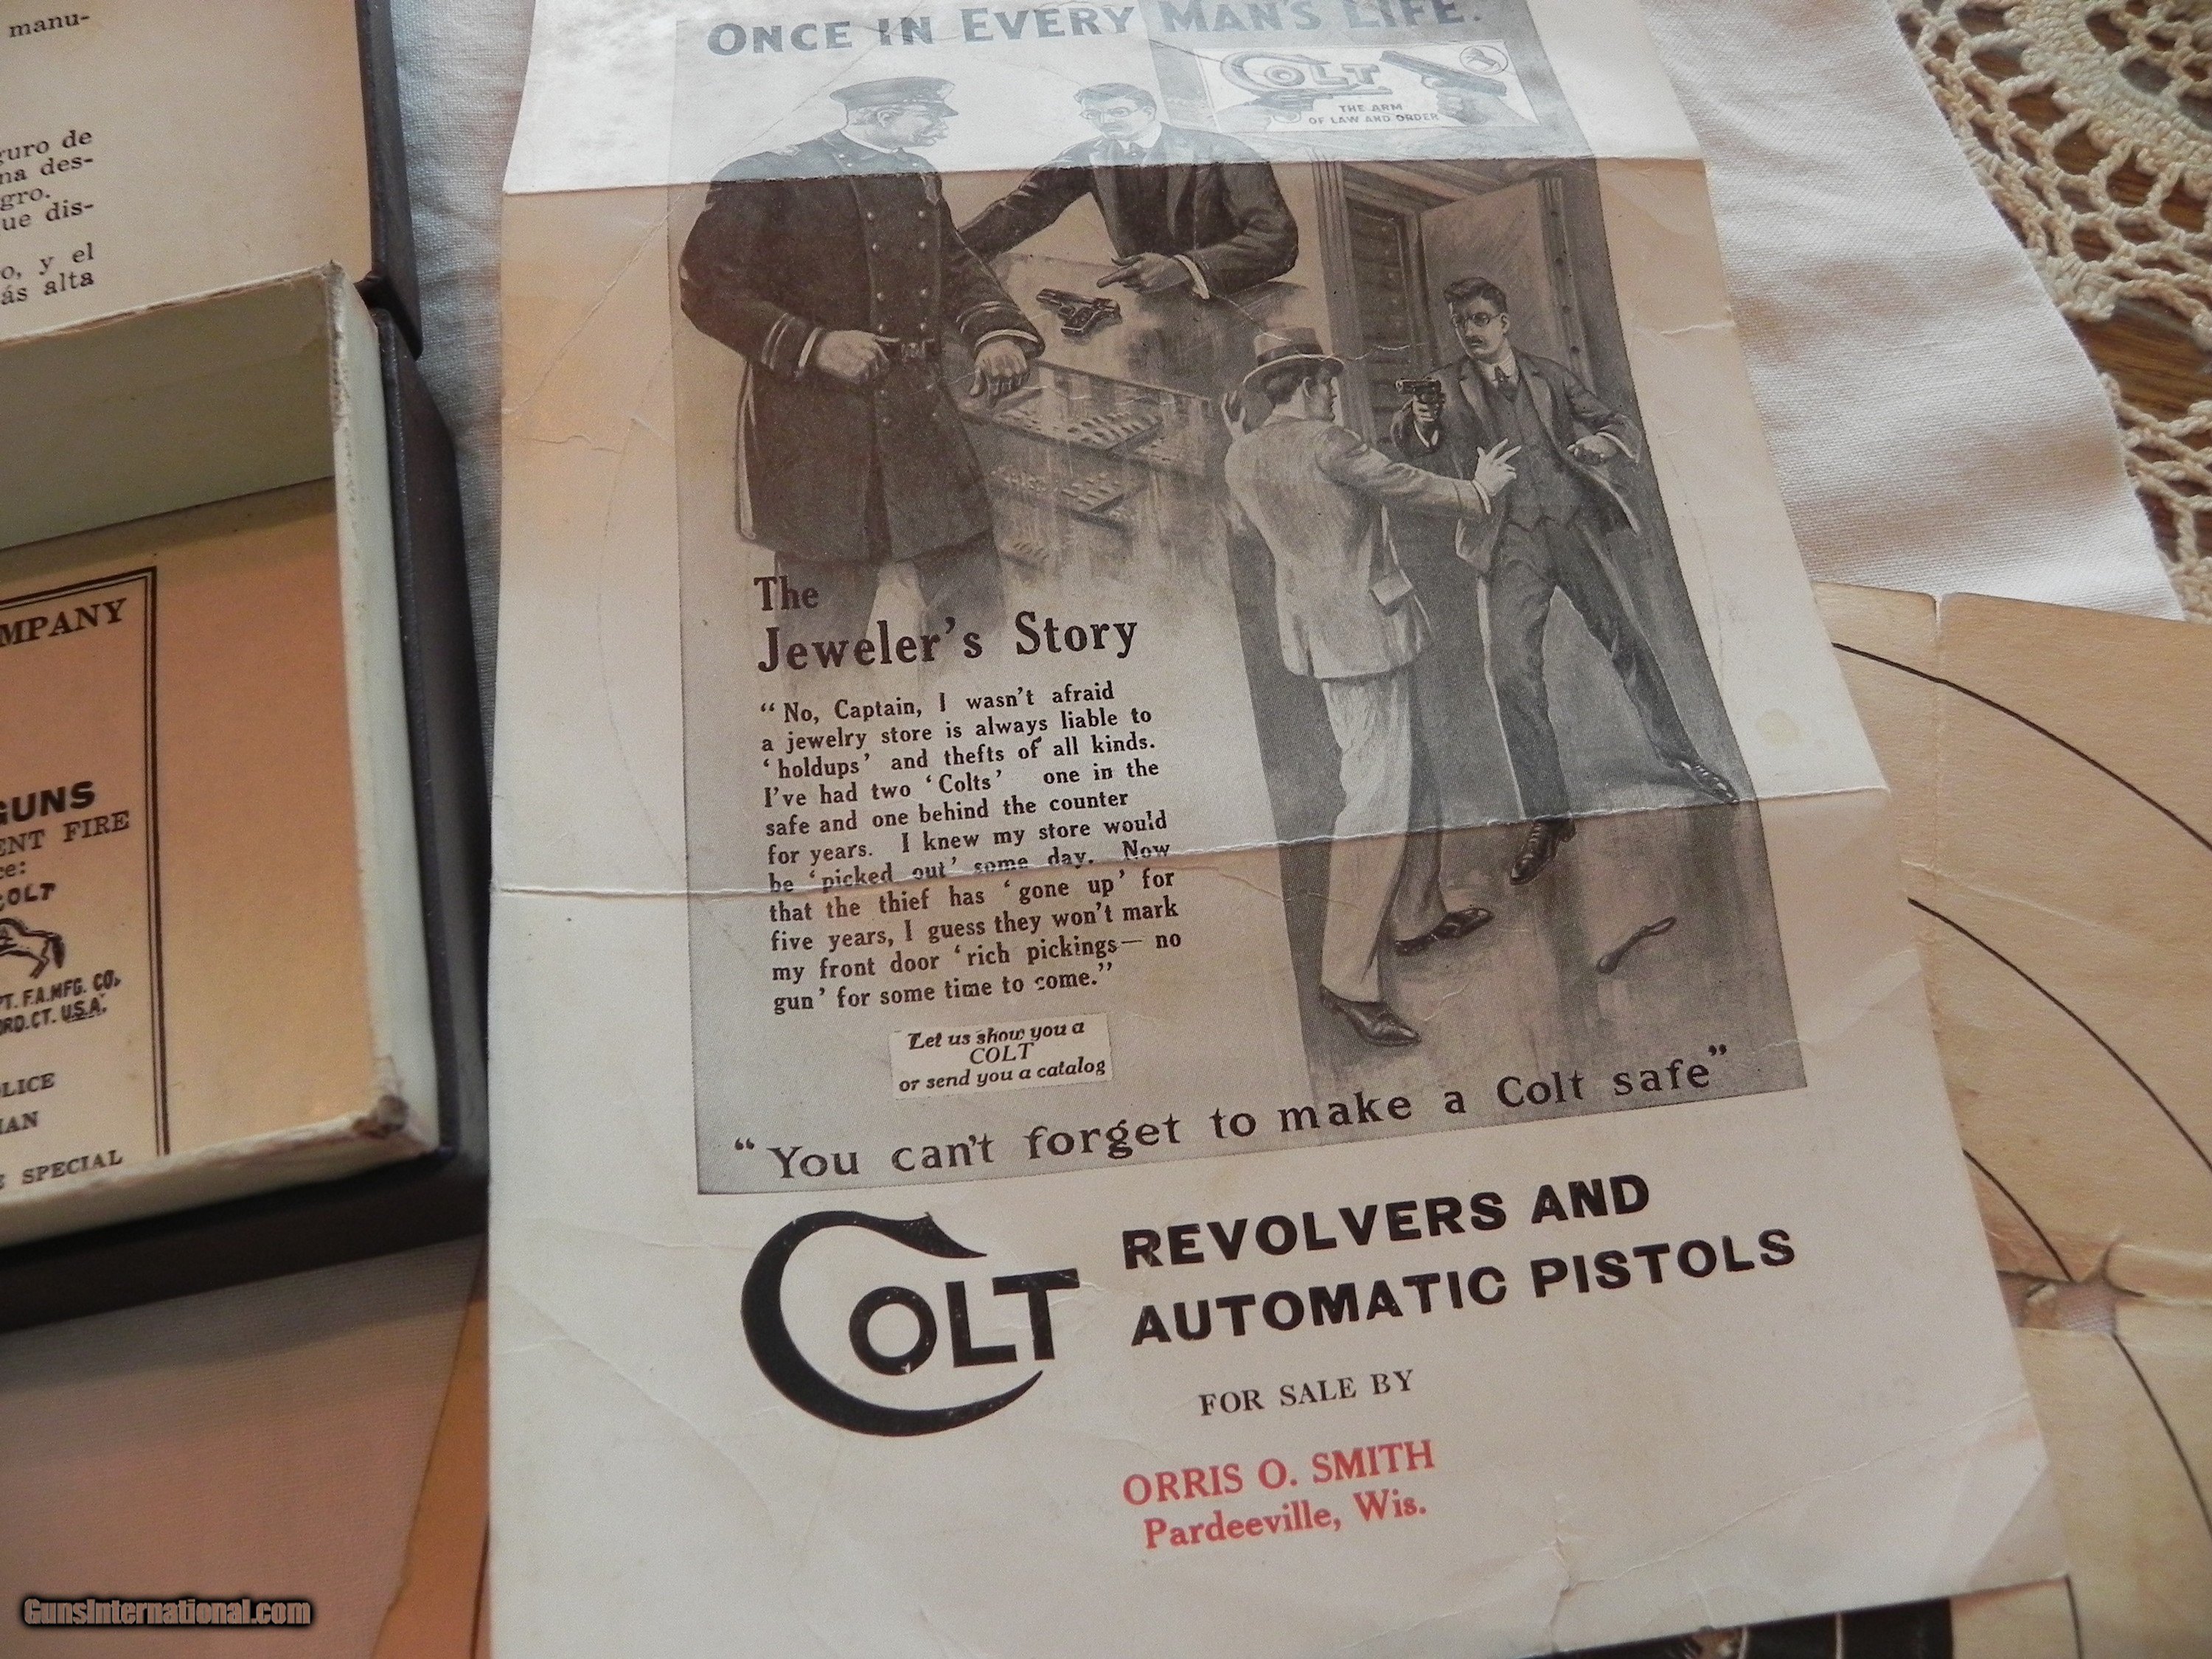 manu-
guro de
na des-
gro.
ue dis-
o, y el
ás alta
MPANY
GUNS
ENT FIRE
ce:
COLT
PT. F.A.MFG. CO.
ORD.CT. U.S.A.
OLICE
IAN
E SPECIAL
ONCE IN EVERY MAN'S LIFE.
COLT
THE ARM
OF LAW AND ORDER
The
Jeweler's Story
“No, Captain, I wasn't afraid
a jewelry store is always liable to
‘holdups’ and thefts of all kinds.
I've had two ‘Colts’ one in the
safe and one behind the counter
for years. I knew my store would
be ‘picked out’ some day. Now
that the thief has ‘gone up’ for
five years, I guess they won't mark
my front door ‘rich pickings— no
gun’ for some time to come.”
Let us show you a
COLT
or send you a catalog
“You can't forget to make a Colt safe”
COLT
REVOLVERS AND
AUTOMATIC PISTOLS
FOR SALE BY
ORRIS O. SMITH
Pardeeville, Wis.
GunsInternational.com